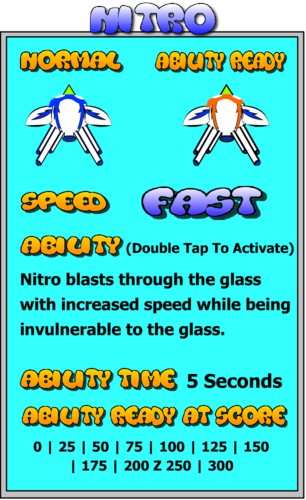 NITRO
NORMAL ABILITY READY
SPEED FAST
ABILITY (Double Tap To Activate)
Nitro blasts through the glass
with increased speed while being
invulnerable to the glass.
ABILITY TIME 5 Seconds
ABILITY READY AT SCORE
0 | 25 | 50 | 75 | 100 | 125 | 150
| 175 | 200 Z 250 | 300